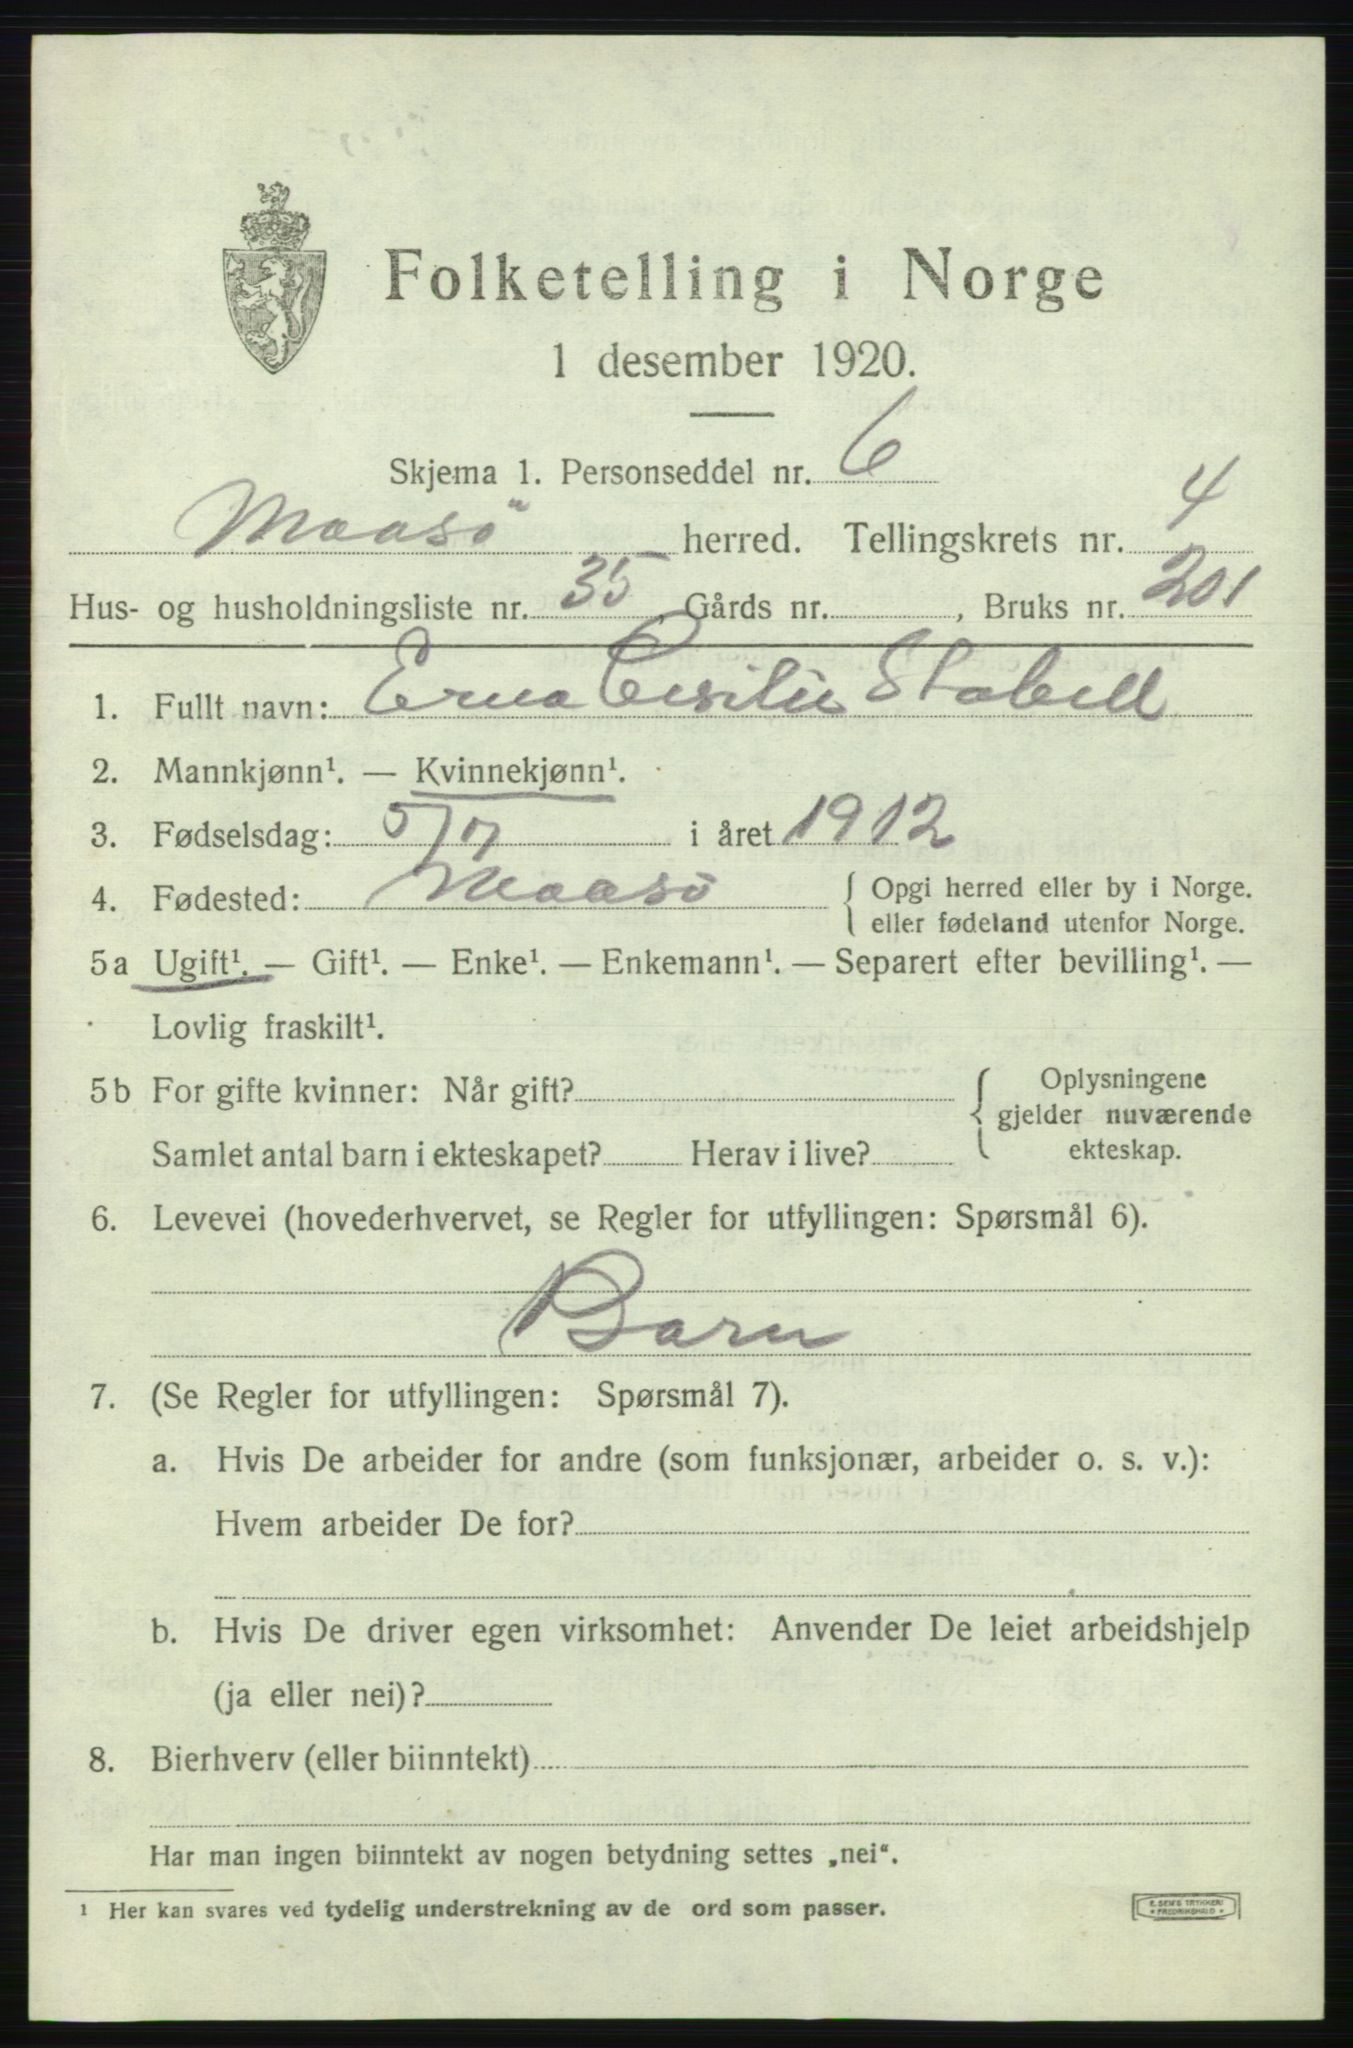 Folketelling i Norge
1 desember 1920.
Skjema 1. Personseddel nr. 6
Maasö herred. Tellingskrets nr. 4
Hus- og husholdningsliste nr. 35, Gårds nr. , Bruks nr. 201
1. Fullt navn: Erna Cesilie Stabell
2. Mannkjønn¹. — Kvinnekjønn¹.
3. Fødselsdag: 5/7 i året 1912
4. Fødested: Maasö { Opgi herred eller by i Norge.
eller fødeland utenfor Norge.
5a Ugift¹. — Gift¹. — Enke¹. — Enkemann¹. — Separert efter bevilling¹. —
Lovlig fraskilt¹.
5b For gifte kvinner: Når gift? { Oplysningene
gjelder nuværende
Samlet antal barn i ekteskapet? Herav i live? ekteskap.
6. Levevei (hovederhvervet, se Regler for utfyllingen: Spørsmål 6).
Barn
7. (Se Regler for utfyllingen: Spørsmål 7).
a. Hvis De arbeider for andre (som funksjonær, arbeider o. s. v.):
Hvem arbeider De for?
b. Hvis De driver egen virksomhet: Anvender De leiet arbeidshjelp
(ja eller nei)?
8. Bierhverv (eller biinntekt)
Har man ingen biinntekt av nogen betydning settes „nei“.
¹ Her kan svares ved tydelig understrekning av de ord som passer.
E. SEM'S TRYKKERI
* FREDRIKSHALD *